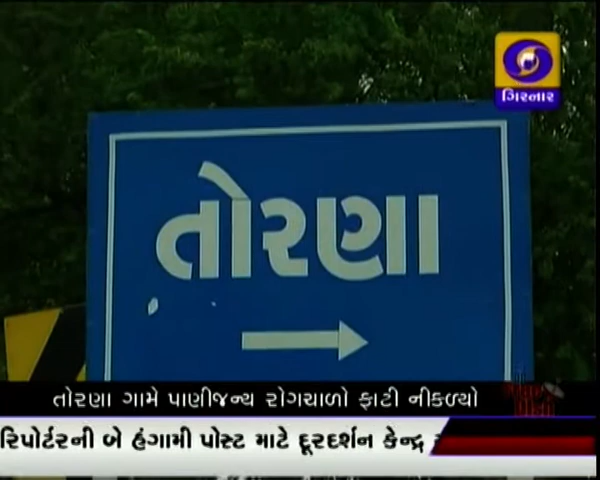 ગિરનાર
તોરણા
તોરણા ગામે પાણીજન્ય રોગચાળો ફાટી નીકળ્યો
રિપોર્ટરની બે હંગામી પોસ્ટ માટે દૂરદર્શન કેન્દ્ર